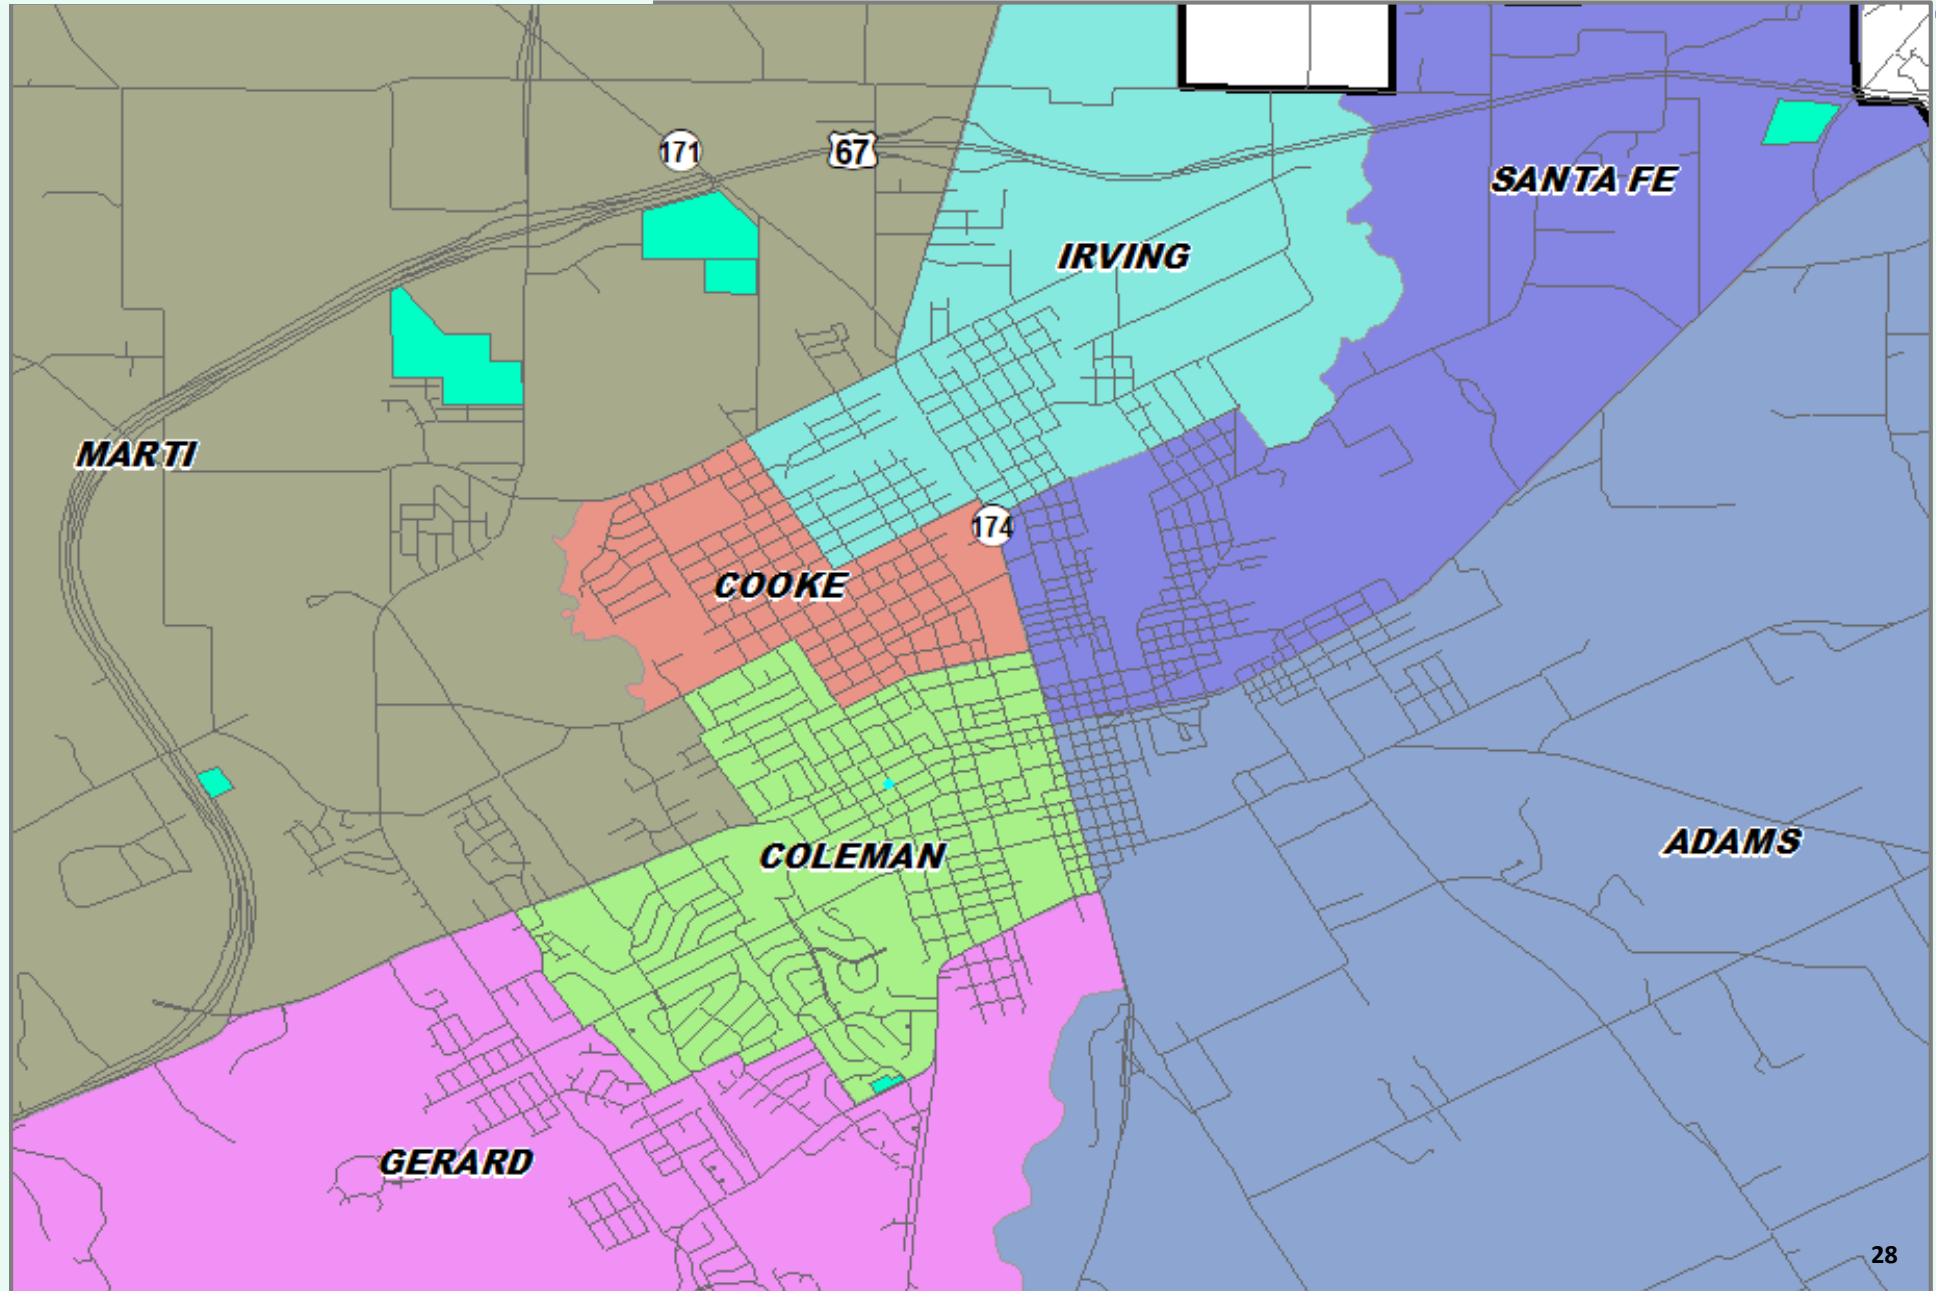 171
67
SANTA FE
IRVING
MARTI
174
COOKE
ADAMS
COLEMAN
GERARD
28